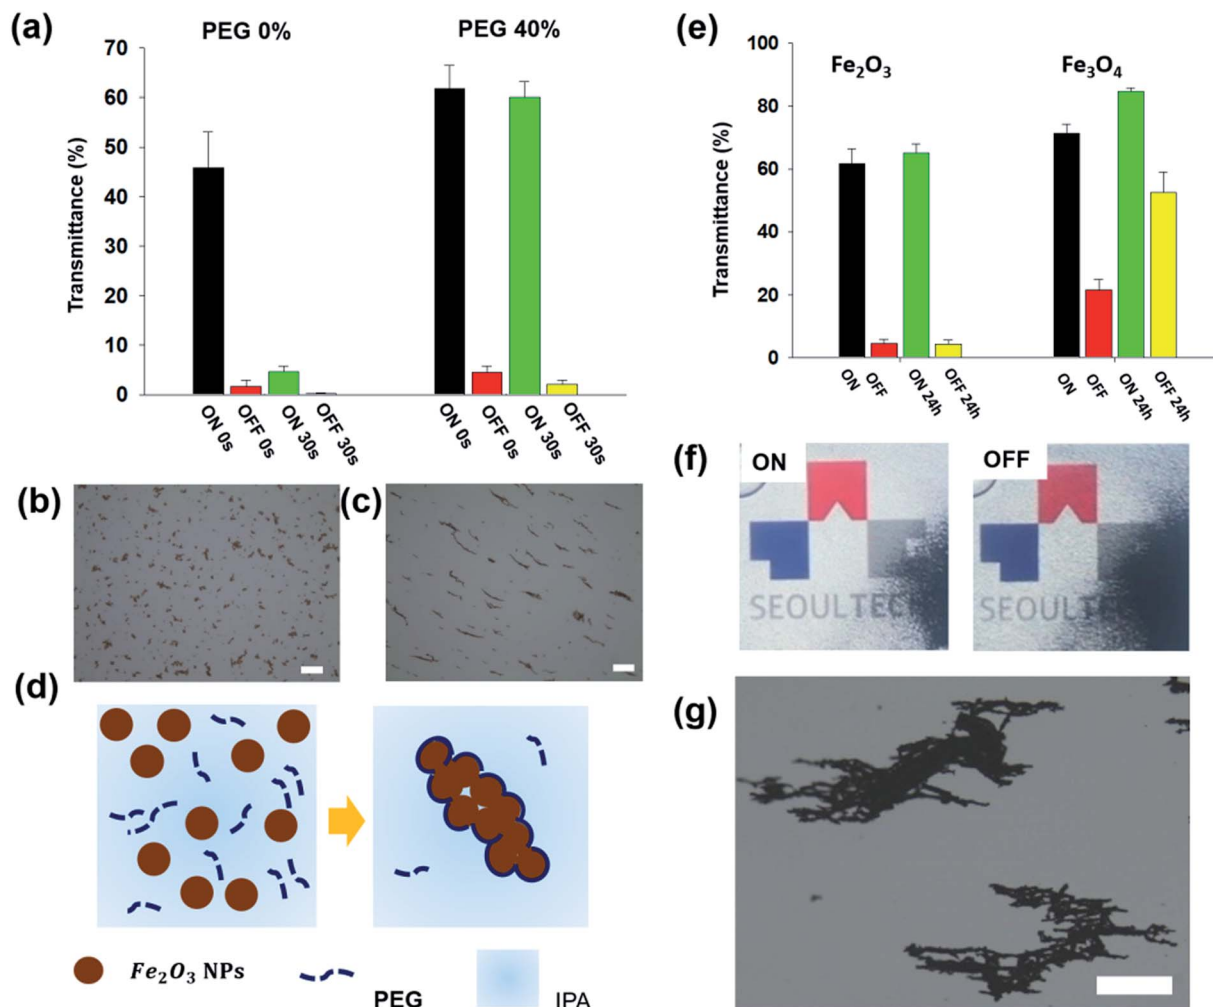 (a)
PEG 0%
PEG 40%
Transmittance (%)
70
60
50
40
30
20
10
0
ON 0s
OFF 0s
ON 30s
OFF 30s
ON 0s
OFF 0s
ON 30s
OFF 30s
(e)
Fe₂O₃
Fe₃O₄
Transmittance (%)
100
80
60
40
20
0
ON
OFF
ON 24h
OFF 24h
ON
OFF
ON 24h
OFF 24h
(b)
(c)
(f)
ON
OFF
SEOULTECH
SEOULTECH
(d)
Fe₂O₃ NPs
PEG
IPA
(g)